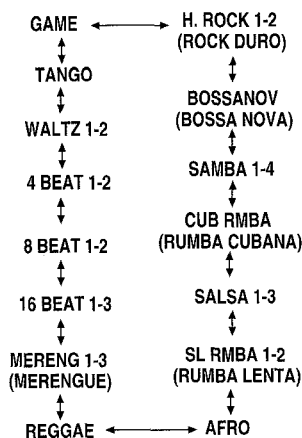 GAME
TANGO
WALTZ 1-2
4 BEAT 1-2
8 BEAT 1-2
16 BEAT 1-3
MERENG 1-3
(MERENGUE)
REGGAE
H. ROCK 1-2
(ROCK DURO)
BOSSANOV
(BOSSA NOVA)
SAMBA 1-4
CUB RMBA
(RUMBA CUBANA)
SALSA 1-3
SL RMBA 1-2
(RUMBA LENTA)
AFRO